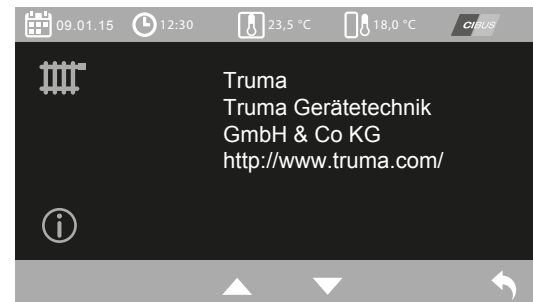 09.01.15 12:30 23,5 °C 18,0 °C CIBUS
Truma
Truma Gerätetechnik
GmbH & Co KG
http://www.truma.com/